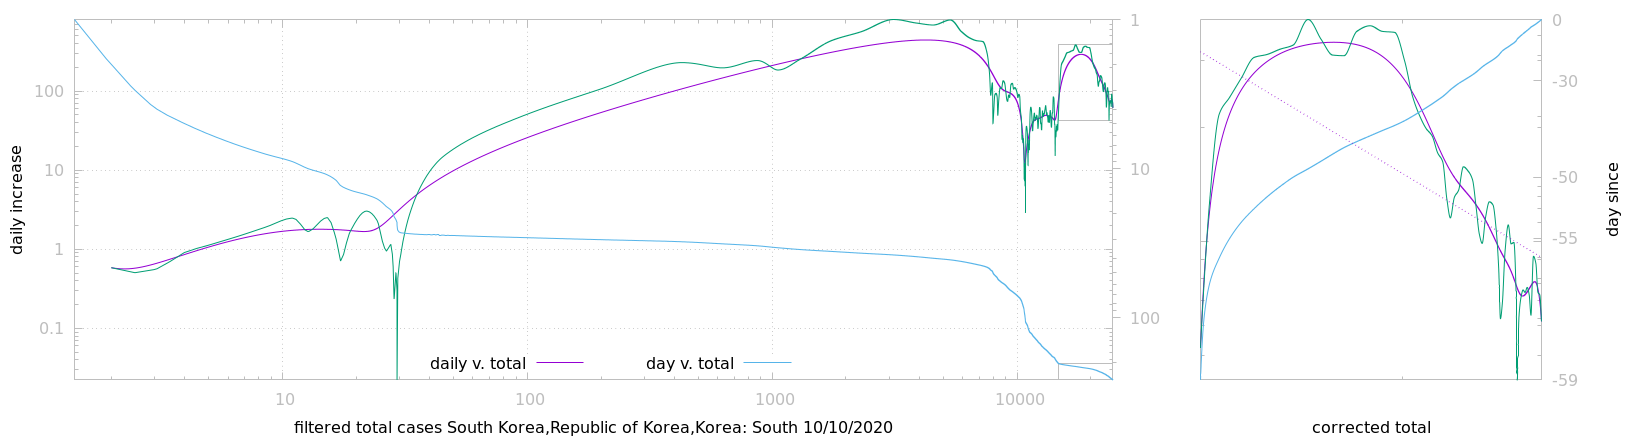 1
0
100
-30
10
10
-50
daily increase
day since
1
-55
0.1
100
daily v. total
day v. total
-59
10
100
1000
10000
filtered total cases South Korea,Republic of Korea,Korea: South 10/10/2020
corrected total